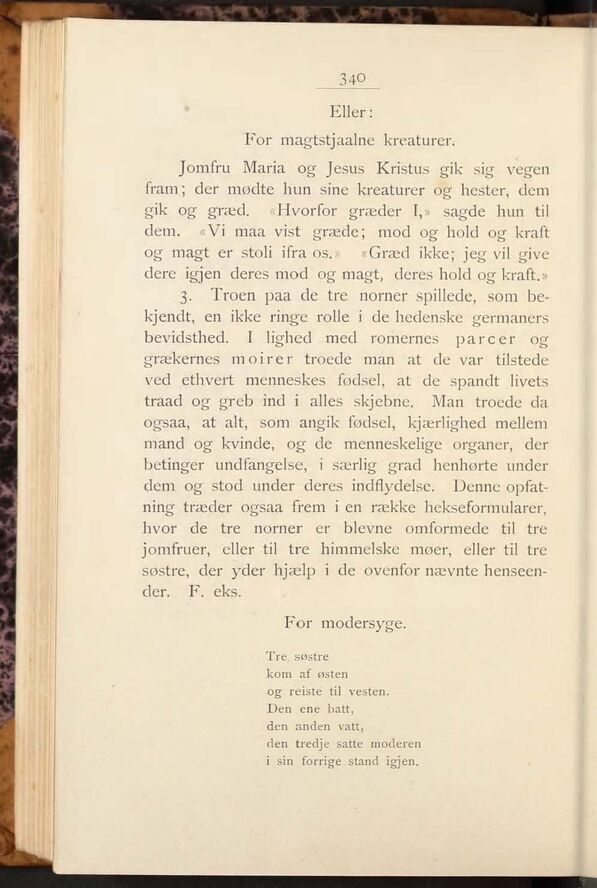 340
Eller:
For magtstjaalne kreaturer.
Jomfru Maria og Jesus Kristus gik sig vegen
fram; der mødte hun sine kreaturer og hester, dem
gik og græd. «Hvorfor græder I,» sagde hun til
dem. «Vi maa vist græde; mod og hold og kraft
og magt er stoli ifra os.» «Græd ikke; jeg vil give
dere igjen deres mod og magt, deres hold og kraft.»
3. Troen paa de tre norner spillede, som be-
kjendt, en ikke ringe rolle i de hedenske germaners
bevidsthed. I lighed med romernes parcer og
grækernes moirer troede man at de var tilstede
ved ethvert menneskes fødsel, at de spandt livets
traad og greb ind i alles skjebne. Man troede da
ogsaa, at alt, som angik fødsel, kjærlighed mellem
mand og kvinde, og de menneskelige organer, der
betinger undfangelse, i særlig grad henhørte under
dem og stod under deres indflydelse. Denne opfat-
ning træder ogsaa frem i en række hekseformularer,
hvor de tre norner er blevne omformede til tre
jomfruer, eller til tre himmelske møer, eller til tre
søstre, der yder hjælp i de ovenfor nævnte henseen-
der. F. eks.
For modersyge.
Tre søstre
kom af østen
og reiste til vesten.
Den ene batt,
den anden vatt,
den tredje satte moderen
i sin forrige stand igjen.